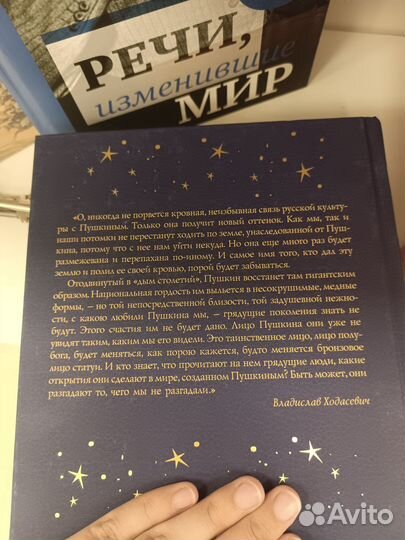 РЕЧИ,
изменившие
МИР
«О, никогда не порвется кровная, неизбывная связь русской культу-
ры с Пушкиным. Только она получит новый оттенок. Как мы, так и
наши потомки не перестанут ходить по земле, унаследованной от Пуш-
кина, потому что с нее нам уйти некуда. Но она еще много раз будет
размежевана и перепахана по-иному. И самое имя того, кто дал эту
землю и полил ее своей кровью, порой будет забываться.
Отодвинутый в «дым столетий», Пушкин восстанет там гигантским
образом. Национальная гордость им выльется в несокрушимые, медные
формы, – но той непосредственной близости, той задушевной нежно-
сти, с какою любили Пушкина мы, – грядущие поколения знать не
будут. Этого счастия им не будет дано. Лицо Пушкина они уже не
увидят таким, каким мы его видели. Это таинственное лицо, лицо полу-
бога, будет меняться, как порою кажется, будто меняется бронзовое
лицо статуи. И кто знает, что прочитают на нем грядущие люди, какие
открытия они сделают в мире, созданном Пушкиным? Быть может, они
разгадают то, чего мы не разгадали.»
Владислав Ходасевич
Avito